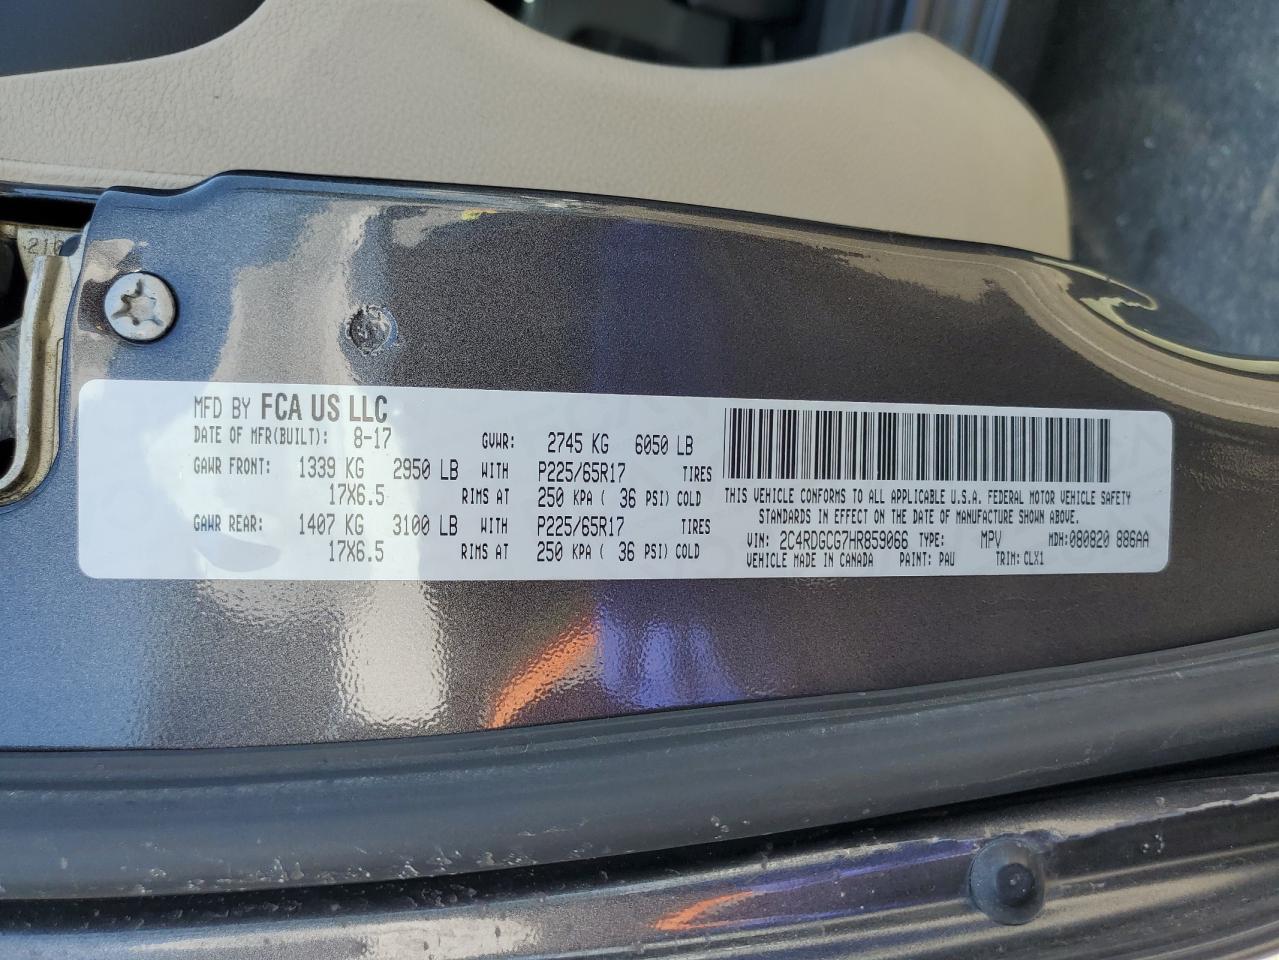 MFD BY FCA US LLC
DATE OF MFR(BUILT): 8-17 GVWR: 2745 KG 6050 LB
GAWR FRONT: 1339 KG 2950 LB WITH P225/65R17 TIRES
17X6.5 RIMS AT 250 KPA ( 36 PSI) COLD
GAWR REAR: 1407 KG 3100 LB WITH P225/65R17 TIRES
17X6.5 RIMS AT 250 KPA ( 36 PSI) COLD
THIS VEHICLE CONFORMS TO ALL APPLICABLE U.S.A. FEDERAL MOTOR VEHICLE SAFETY
STANDARDS IN EFFECT ON THE DATE OF MANUFACTURE SHOWN ABOVE.
VIN: 2C4RDGCG7HR859066 TYPE: MPV MDH:080820 886AA
VEHICLE MADE IN CANADA PAINT: PAU TRIM: CLX1